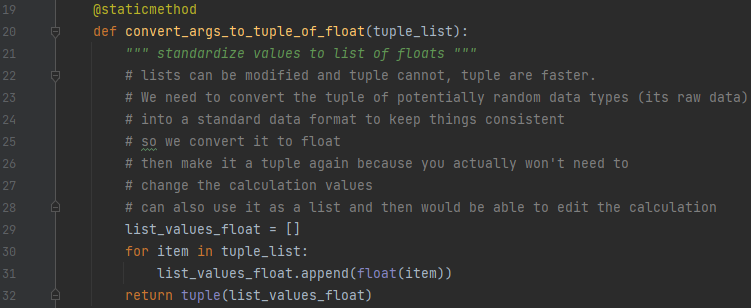 19 @staticmethod
20 def convert_args_to_tuple_of_float(tuple_list):
21 """ standardize values to list of floats """
22 # lists can be modified and tuple cannot, tuple are faster.
23 # We need to convert the tuple of potentially random data types (its raw data)
24 # into a standard data format to keep things consistent
25 # so we convert it to float
26 # then make it a tuple again because you actually won't need to
27 # change the calculation values
28 # can also use it as a list and then would be able to edit the calculation
29 list_values_float = []
30 for item in tuple_list:
31 list_values_float.append(float(item))
32 return tuple(list_values_float)